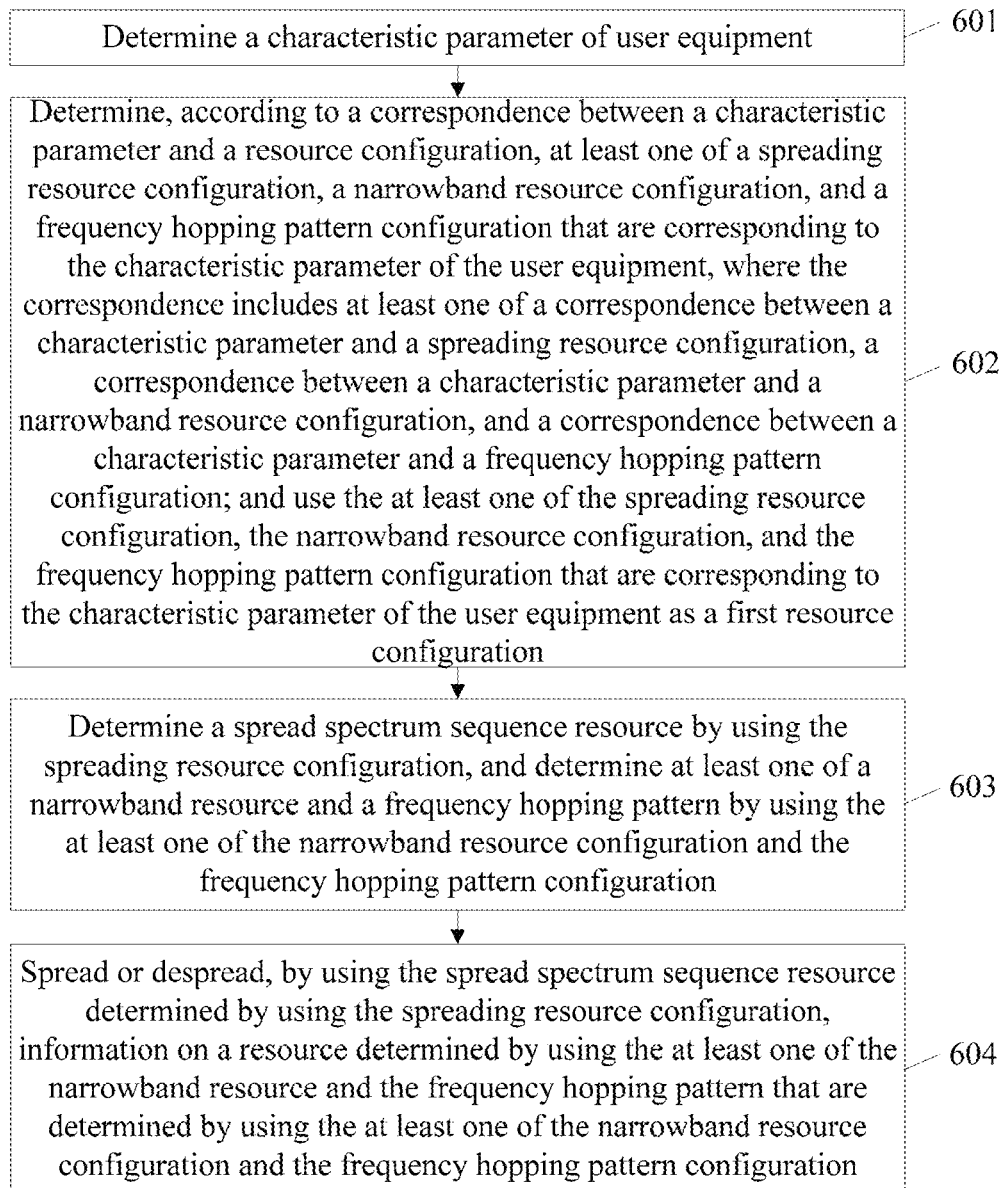 Determine a characteristic parameter of user equipment
601
Determine, according to a correspondence between a characteristic
parameter and a resource configuration, at least one of a spreading
resource configuration, a narrowband resource configuration, and a
frequency hopping pattern configuration that are corresponding to
the characteristic parameter of the user equipment, where the
correspondence includes at least one of a correspondence between a
characteristic parameter and a spreading resource configuration, a
correspondence between a characteristic parameter and a
narrowband resource configuration, and a correspondence between a
characteristic parameter and a frequency hopping pattern
configuration; and use the at least one of the spreading resource
configuration, the narrowband resource configuration, and the
frequency hopping pattern configuration that are corresponding to
the characteristic parameter of the user equipment as a first resource
configuration
602
Determine a spread spectrum sequence resource by using the
spreading resource configuration, and determine at least one of a
narrowband resource and a frequency hopping pattern by using the
at least one of the narrowband resource configuration and the
frequency hopping pattern configuration
603
Spread or despread, by using the spread spectrum sequence resource
determined by using the spreading resource configuration,
information on a resource determined by using the at least one of the
narrowband resource and the frequency hopping pattern that are
determined by using the at least one of the narrowband resource
configuration and the frequency hopping pattern configuration
604